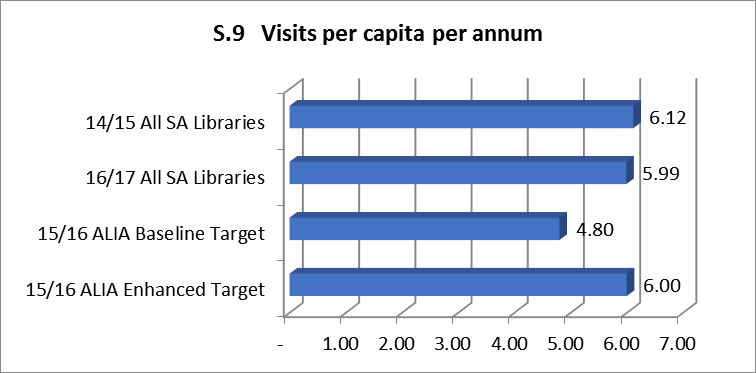 S.9 Visits per capita per annum
14/15 All SA Libraries 6.12
16/17 All SA Libraries 5.99
15/16 ALIA Baseline Target 4.80
15/16 ALIA Enhanced Target 6.00
- 1.00 2.00 3.00 4.00 5.00 6.00 7.00